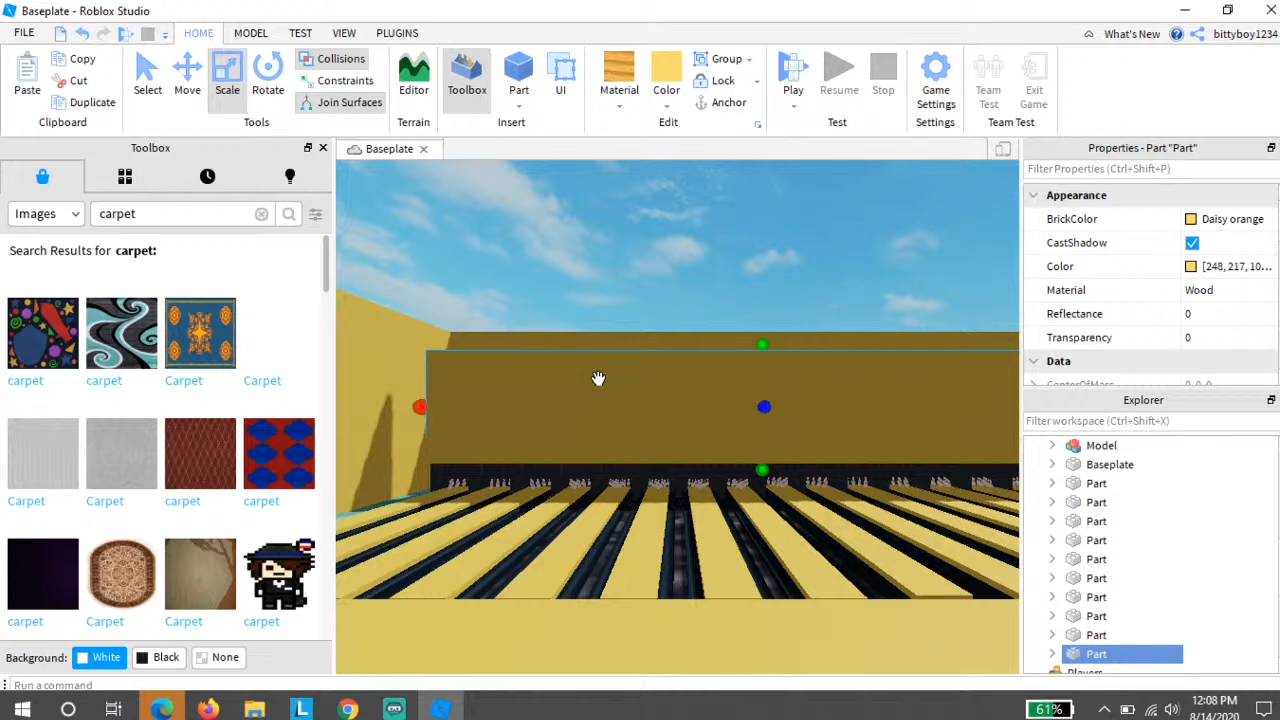 Baseplate - Roblox Studio
FILE HOME MODEL TEST VIEW PLUGINS What's New bittyboy1234
Paste Copy Cut Duplicate Clipboard
Select Move Scale Rotate Collisions Constraints Join Surfaces Tools
Editor Terrain
Toolbox Part UI Insert
Material Color Group Lock Anchor Edit
Play Resume Stop Test
Game Settings Settings
Team Test Exit Game Team Test
Toolbox
Images carpet
Search Results for carpet:
carpet carpet Carpet Carpet
Carpet Carpet carpet carpet
carpet Carpet carpet carpet
Background: White Black None
Run a command
Baseplate
Properties - Part "Part"
Filter Properties (Ctrl+Shift+P)
Appearance
BrickColor Daisy orange
CastShadow
Color [248, 217, 10...
Material Wood
Reflectance 0
Transparency 0
Data
CenterOfMass 0, 0, 0
Explorer
Filter workspace (Ctrl+Shift+X)
Model
Baseplate
Part
Part
Part
Part
Part
Part
Part
Part
Part
Part
Players
61%
12:08 PM
8/14/2020